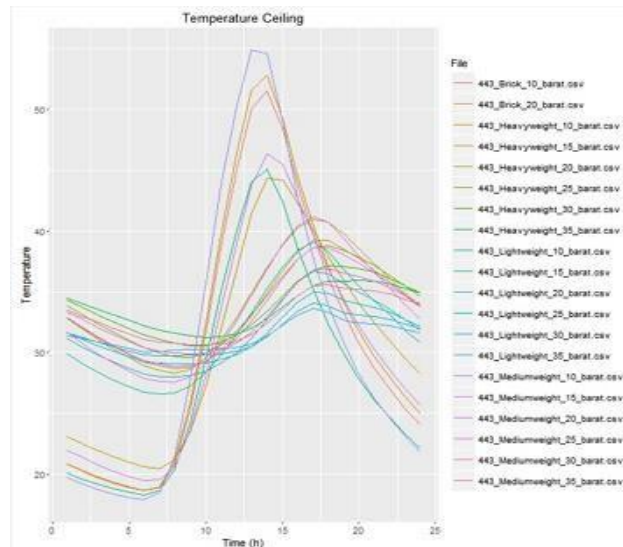 Temperature Ceiling
Temperature
50
40
30
20
0
5
10
15
20
25
Time (h)
File
443_Brick_10_barat.csv
443_Brick_20_barat.csv
443_Heavyweight_10_barat.csv
443_Heavyweight_15_barat.csv
443_Heavyweight_20_barat.csv
443_Heavyweight_25_barat.csv
443_Heavyweight_30_barat.csv
443_Heavyweight_35_barat.csv
443_Lightweight_10_barat.csv
443_Lightweight_15_barat.csv
443_Lightweight_20_barat.csv
443_Lightweight_25_barat.csv
443_Lightweight_30_barat.csv
443_Lightweight_35_barat.csv
443_Mediumweight_10_barat.csv
443_Mediumweight_15_barat.csv
443_Mediumweight_20_barat.csv
443_Mediumweight_25_barat.csv
443_Mediumweight_30_barat.csv
443_Mediumweight_35_barat.csv